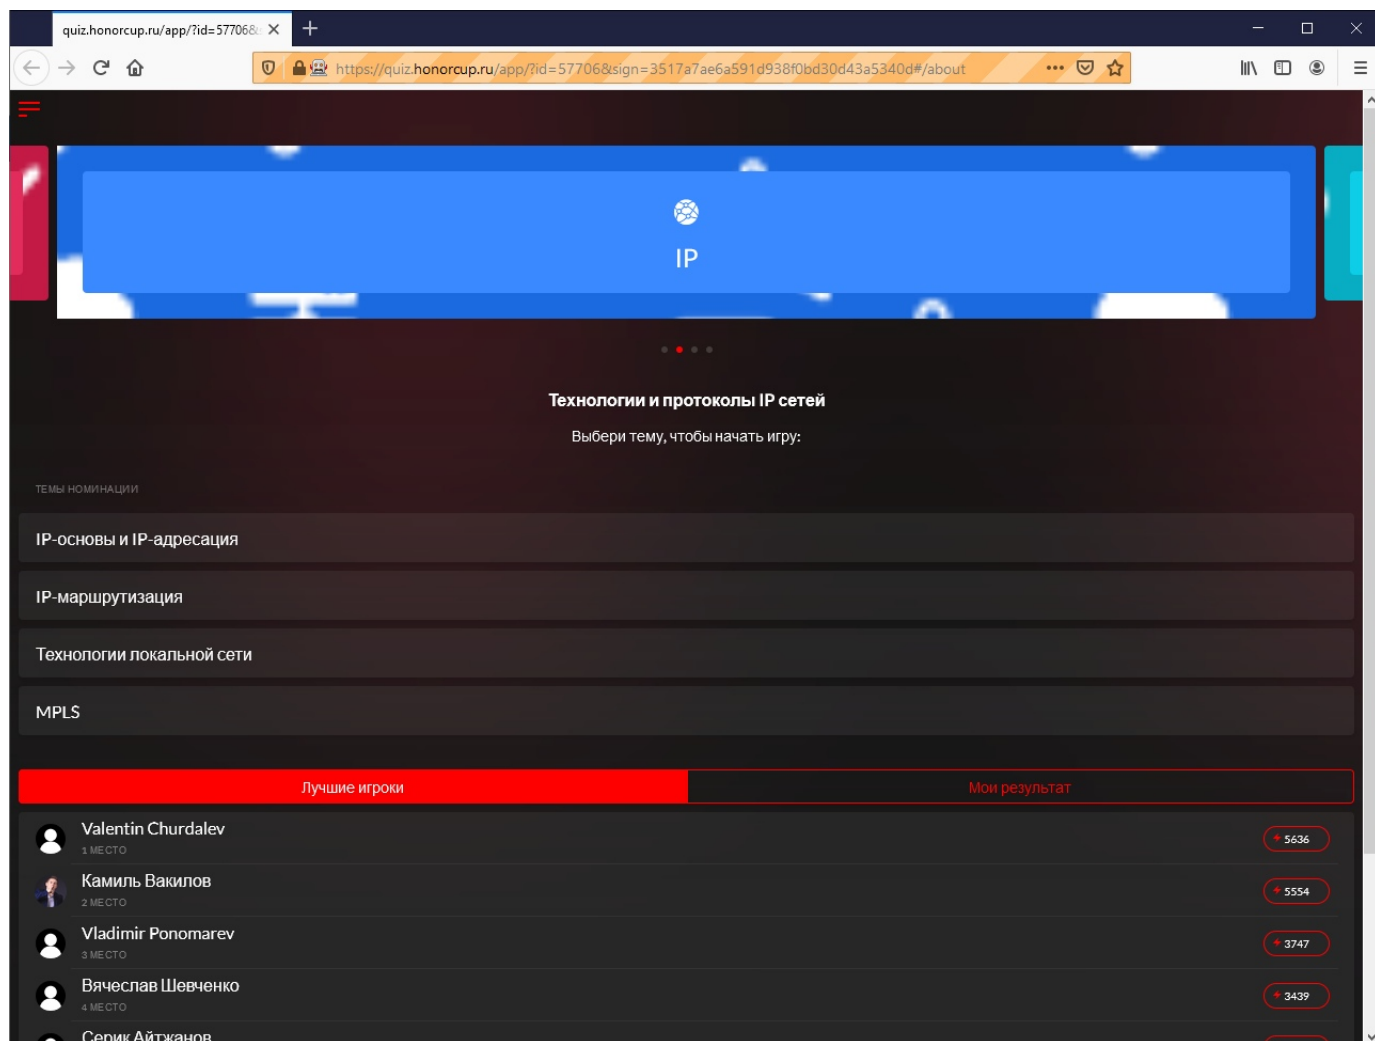 quiz.honorcup.ru/app/?id=57706&
https://quiz.honorcup.ru/app/?id=57706&sign=3517a7ae6a591d938f0bd30d43a5340d#/about
IP
Технологии и протоколы IP сетей
Выбери тему, чтобы начать игру:
ТЕМЫ НОМИНАЦИИ
IP-основы и IP-адресация
IP-маршрутизация
Технологии локальной сети
MPLS
Лучшие игроки
Мои результат
Valentin Churdalev
1 МЕСТО
5636
Камиль Вакилов
2 МЕСТО
5554
Vladimir Ponomarev
3 МЕСТО
3747
Вячеслав Шевченко
4 МЕСТО
3439
Серик Айтжанов